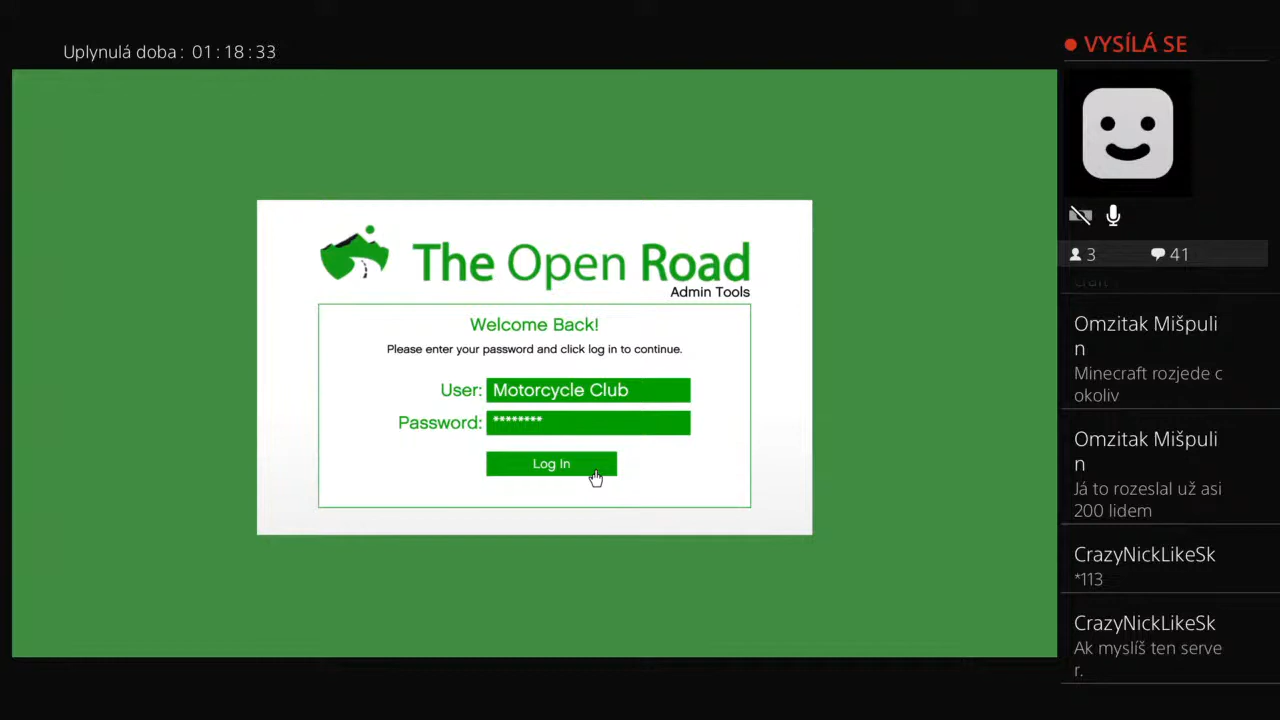 Uplynulá doba: 01:18:33
VYSÍLÁ SE
The Open Road
Admin Tools
Welcome Back!
Please enter your password and click log in to continue.
User: Motorcycle Club
Password: ********
Log In
3 41
Omzitak Mišpuli
n
Minecraft rozjede c
okoliv
Omzitak Mišpuli
n
Já to rozeslal už asi
200 lidem
CrazyNickLikeSk
*113
CrazyNickLikeSk
Ak myslíš ten serve
r.